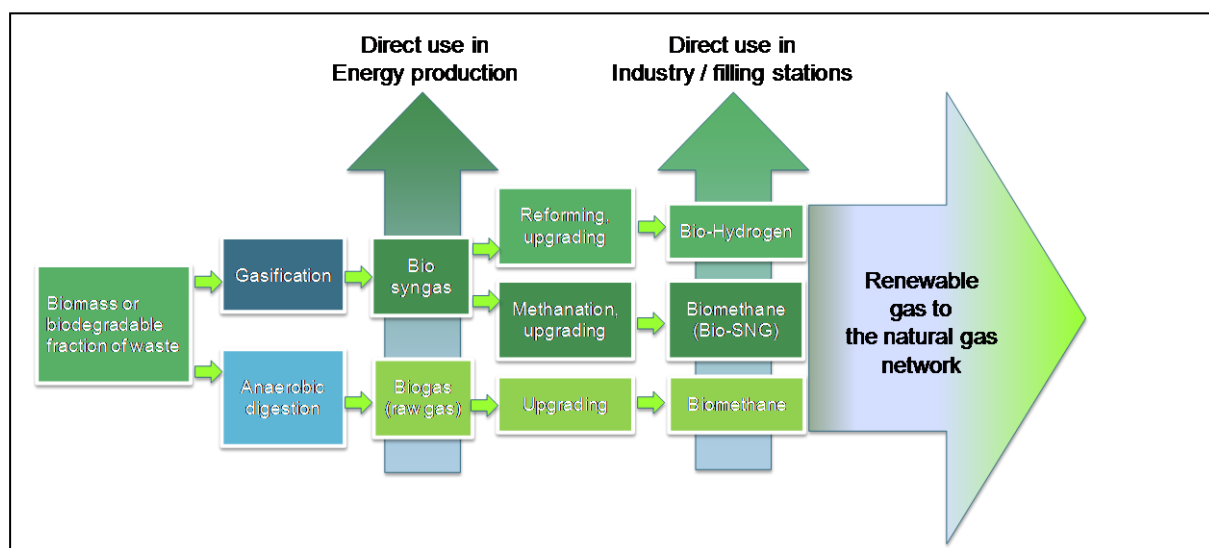 Direct use in
Energy production
Direct use in
Industry / filling stations
Biomass or
biodegradable
fraction of waste
Gasification
Anaerobic
digestion
Bio
syngas
Biogas
(raw gas)
Reforming,
upgrading
Methanation,
upgrading
Upgrading
Bio-Hydrogen
Biomethane
(Bio-SNG)
Biomethane
Renewable
gas to
the natural gas
network